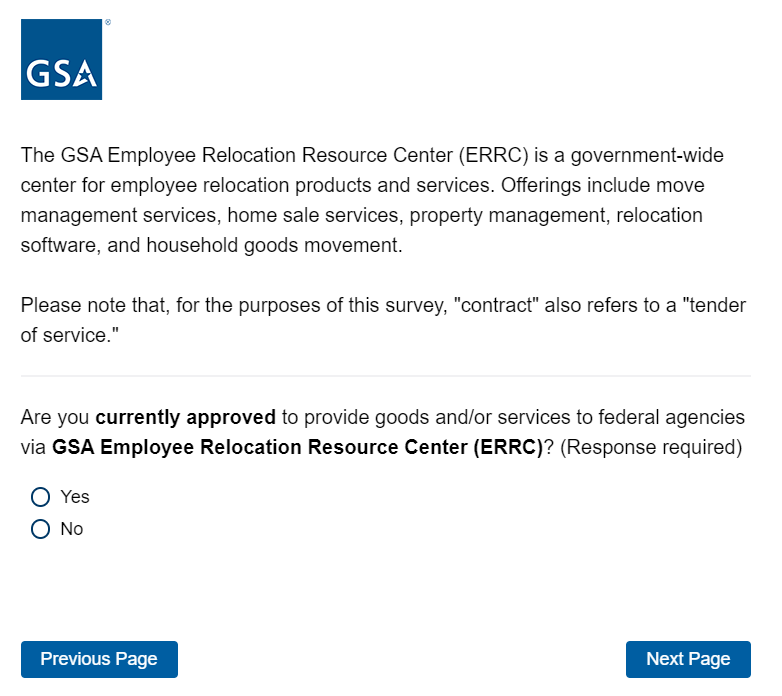 GSA
®
The GSA Employee Relocation Resource Center (ERRC) is a government-wide
center for employee relocation products and services. Offerings include move
management services, home sale services, property management, relocation
software, and household goods movement.
Please note that, for the purposes of this survey, "contract" also refers to a "tender
of service."
Are you currently approved to provide goods and/or services to federal agencies
via GSA Employee Relocation Resource Center (ERRC)? (Response required)
Yes
No
Previous Page
Next Page